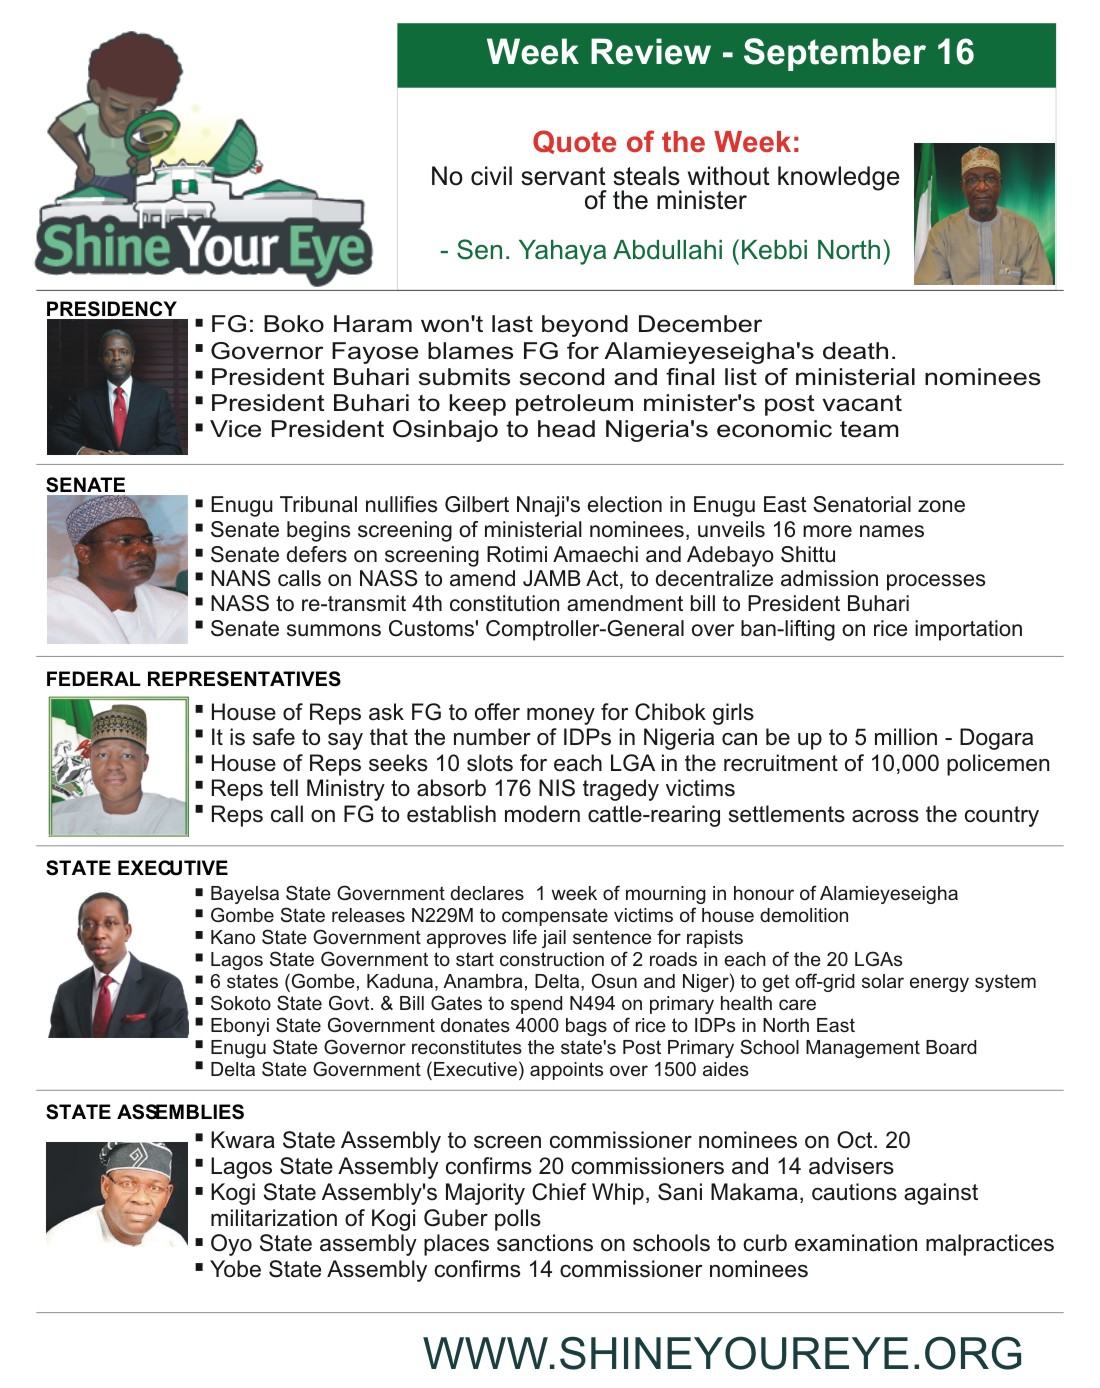 Shine Your Eye
Week Review - September 16
Quote of the Week:
No civil servant steals without knowledge
of the minister
- Sen. Yahaya Abdullahi (Kebbi North)
PRESIDENCY
FG: Boko Haram won't last beyond December
Governor Fayose blames FG for Alamieyeseigha's death.
President Buhari submits second and final list of ministerial nominees
President Buhari to keep petroleum minister's post vacant
Vice President Osinbajo to head Nigeria's economic team
SENATE
Enugu Tribunal nullifies Gilbert Nnaji's election in Enugu East Senatorial zone
Senate begins screening of ministerial nominees, unveils 16 more names
Senate defers on screening Rotimi Amaechi and Adebayo Shittu
NANS calls on NASS to amend JAMB Act, to decentralize admission processes
NASS to re-transmit 4th constitution amendment bill to President Buhari
Senate summons Customs' Comptroller-General over ban-lifting on rice importation
FEDERAL REPRESENTATIVES
House of Reps ask FG to offer money for Chibok girls
It is safe to say that the number of IDPs in Nigeria can be up to 5 million - Dogara
House of Reps seeks 10 slots for each LGA in the recruitment of 10,000 policemen
Reps tell Ministry to absorb 176 NIS tragedy victims
Reps call on FG to establish modern cattle-rearing settlements across the country
STATE EXECUTIVE
Bayelsa State Government declares 1 week of mourning in honour of Alamieyeseigha
Gombe State releases N229M to compensate victims of house demolition
Kano State Government approves life jail sentence for rapists
Lagos State Government to start construction of 2 roads in each of the 20 LGAs
6 states (Gombe, Kaduna, Anambra, Delta, Osun and Niger) to get off-grid solar energy system
Sokoto State Govt. & Bill Gates to spend N494 on primary health care
Ebonyi State Government donates 4000 bags of rice to IDPs in North East
Enugu State Governor reconstitutes the state's Post Primary School Management Board
Delta State Government (Executive) appoints over 1500 aides
STATE ASSEMBLIES
Kwara State Assembly to screen commissioner nominees on Oct. 20
Lagos State Assembly confirms 20 commissioners and 14 advisers
Kogi State Assembly's Majority Chief Whip, Sani Makama, cautions against
militarization of Kogi Guber polls
Oyo State assembly places sanctions on schools to curb examination malpractices
Yobe State Assembly confirms 14 commissioner nominees
WWW.SHINEYOUREYE.ORG